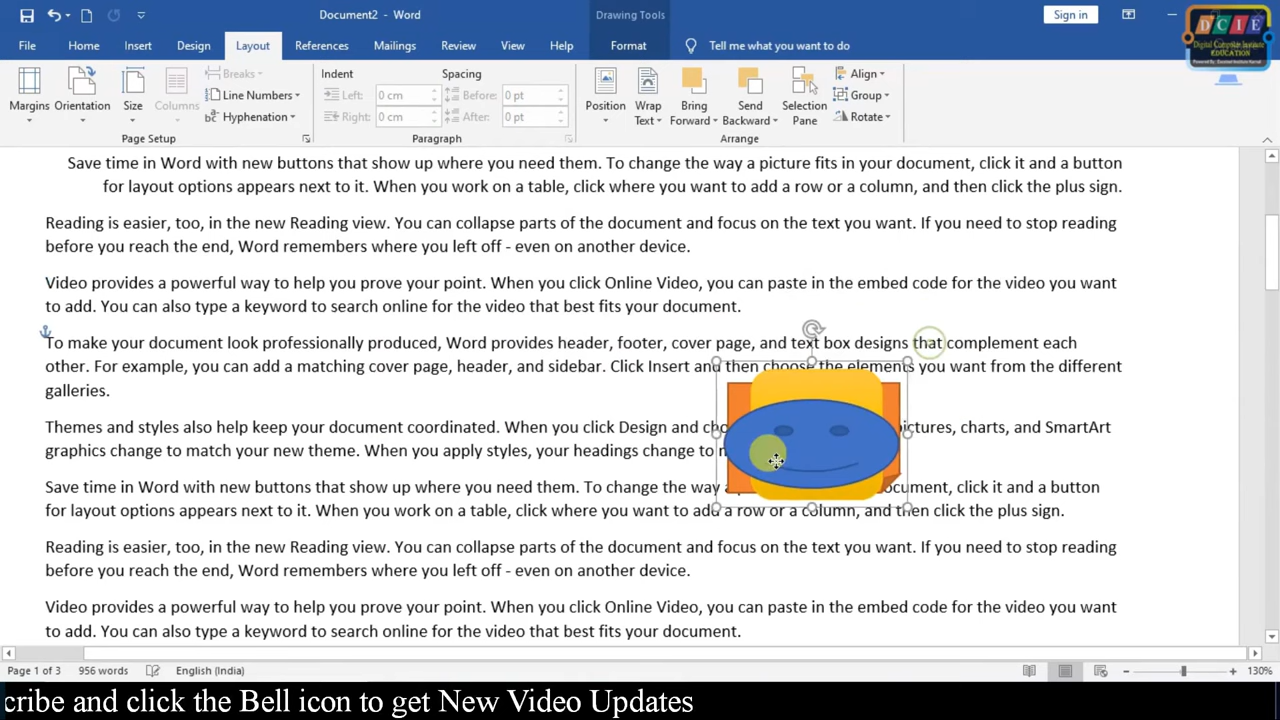 Document2 - Word
Drawing Tools
Sign in
DCIE
Digital Computer Institute
EDUCATION
File Home Insert Design Layout References Mailings Review View Help Format Tell me what you want to do
Margins
Orientation
Size
Columns
Breaks
Line Numbers
Hyphenation
Page Setup
Indent
Left: 0 cm
Right: 0 cm
Spacing
Before: 0 pt
After: 0 pt
Paragraph
Position
Wrap
Text
Bring
Forward
Send
Backward
Selection
Pane
Align
Group
Rotate
Arrange
Save time in Word with new buttons that show up where you need them. To change the way a picture fits in your document, click it and a button
for layout options appears next to it. When you work on a table, click where you want to add a row or a column, and then click the plus sign.
Reading is easier, too, in the new Reading view. You can collapse parts of the document and focus on the text you want. If you need to stop reading
before you reach the end, Word remembers where you left off - even on another device.
Video provides a powerful way to help you prove your point. When you click Online Video, you can paste in the embed code for the video you want
to add. You can also type a keyword to search online for the video that best fits your document.
To make your document look professionally produced, Word provides header, footer, cover page, and text box designs that complement each
other. For example, you can add a matching cover page, header, and sidebar. Click Insert and then choose the elements you want from the different
galleries.
Themes and styles also help keep your document coordinated. When you click Design and pictures, charts, and SmartArt
graphics change to match your new theme. When you apply styles, your headings change to
Save time in Word with new buttons that show up where you need them. To change the way document, click it and a button
for layout options appears next to it. When you work on a table, click where you want to add a row or a column, and then click the plus sign.
Reading is easier, too, in the new Reading view. You can collapse parts of the document and focus on the text you want. If you need to stop reading
before you reach the end, Word remembers where you left off - even on another device.
Video provides a powerful way to help you prove your point. When you click Online Video, you can paste in the embed code for the video you want
to add. You can also type a keyword to search online for the video that best fits your document.
Page 1 of 3 956 words English (India) 130%
cribe and click the Bell icon to get New Video Updates